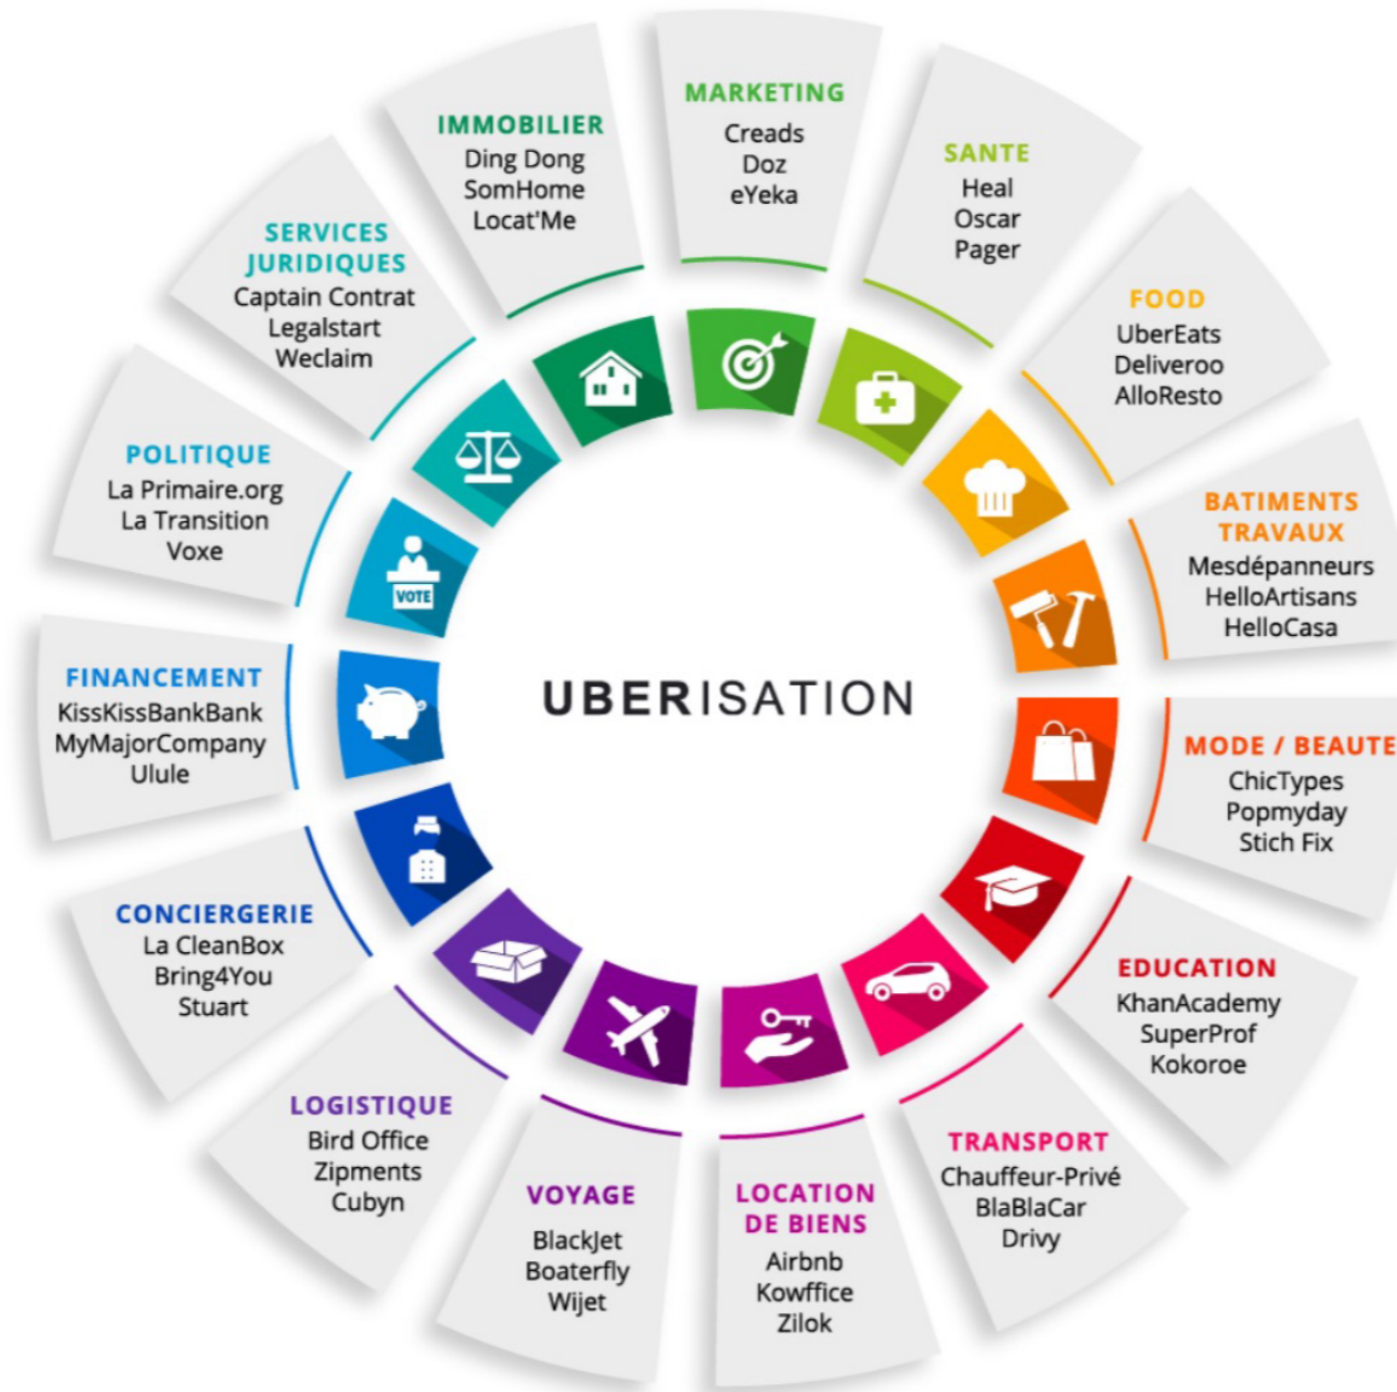 MARKETING
Creads
Doz
eYeka
SANTE
Heal
Oscar
Pager
FOOD
UberEats
Deliveroo
AlloResto
BATIMENTS
TRAVAUX
Mesdépanneurs
HelloArtisans
HelloCasa
MODE / BEAUTE
ChicTypes
Popmyday
Stich Fix
EDUCATION
KhanAcademy
SuperProf
Kokoroe
TRANSPORT
Chauffeur-Privé
BlaBlaCar
Drivy
LOCATION
DE BIENS
Airbnb
Kowffice
Zilok
VOYAGE
BlackJet
Boaterfly
Wijet
LOGISTIQUE
Bird Office
Zipments
Cubyn
CONCIERGERIE
La CleanBox
Bring4You
Stuart
FINANCEMENT
KissKissBankBank
MyMajorCompany
Ulule
POLITIQUE
La Primaire.org
La Transition
Voxe
SERVICES
JURIDIQUES
Captain Contrat
Legalstart
Weclaim
IMMOBILIER
Ding Dong
SomHome
Locat'Me
VOTE
UBERISATION